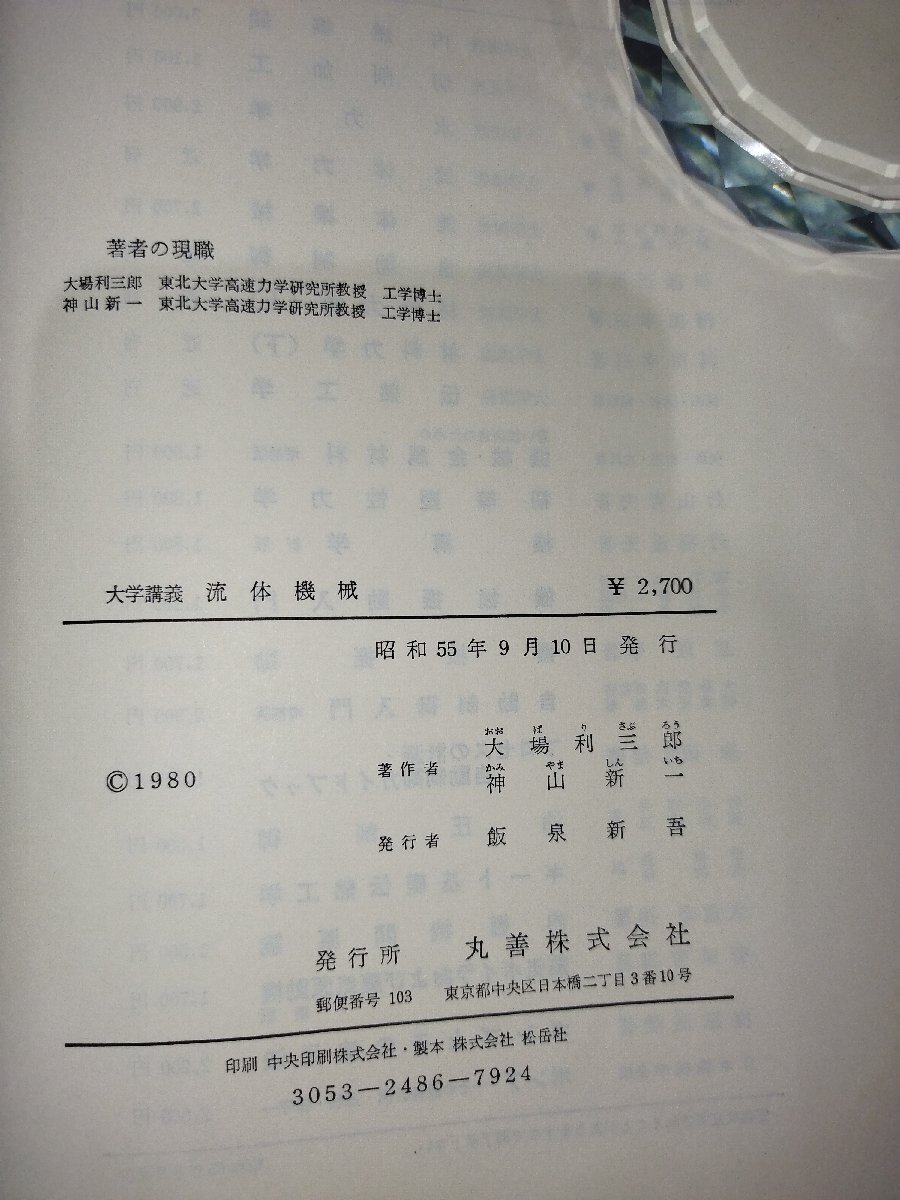 著者の現職
大場利三郎 東北大学高速力学研究所教授 工学博士
神山新一 東北大学高速力学研究所教授 工学博士
大学講義 流体機械 ¥ 2,700
昭和55年9月10日 発行
おお ば り さぶ ろう
大場利三郎
著作者
かみ やま しん いち
神山新一
©1980
発行者 飯泉新吾
発行所 丸善株式会社
郵便番号 103 東京都中央区日本橋二丁目3番10号
印刷 中央印刷株式会社・製本 株式会社 松岳社
3053—2486—7924